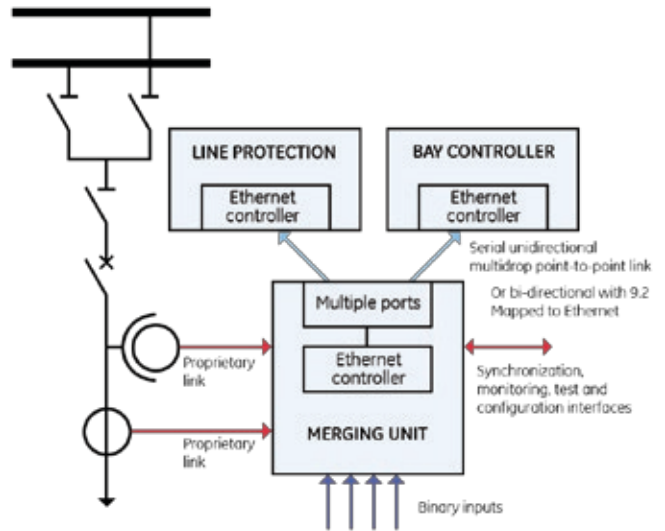 LINE PROTECTION
Ethernet
controller
BAY CONTROLLER
Ethernet
controller
Serial unidirectional
multidrop point-to-point link
Or bi-directional with 9.2
Mapped to Ethernet
Multiple ports
Ethernet
controller
MERGING UNIT
Proprietary
link
Proprietary
link
Synchronization,
monitoring, test and
configuration interfaces
Binary inputs